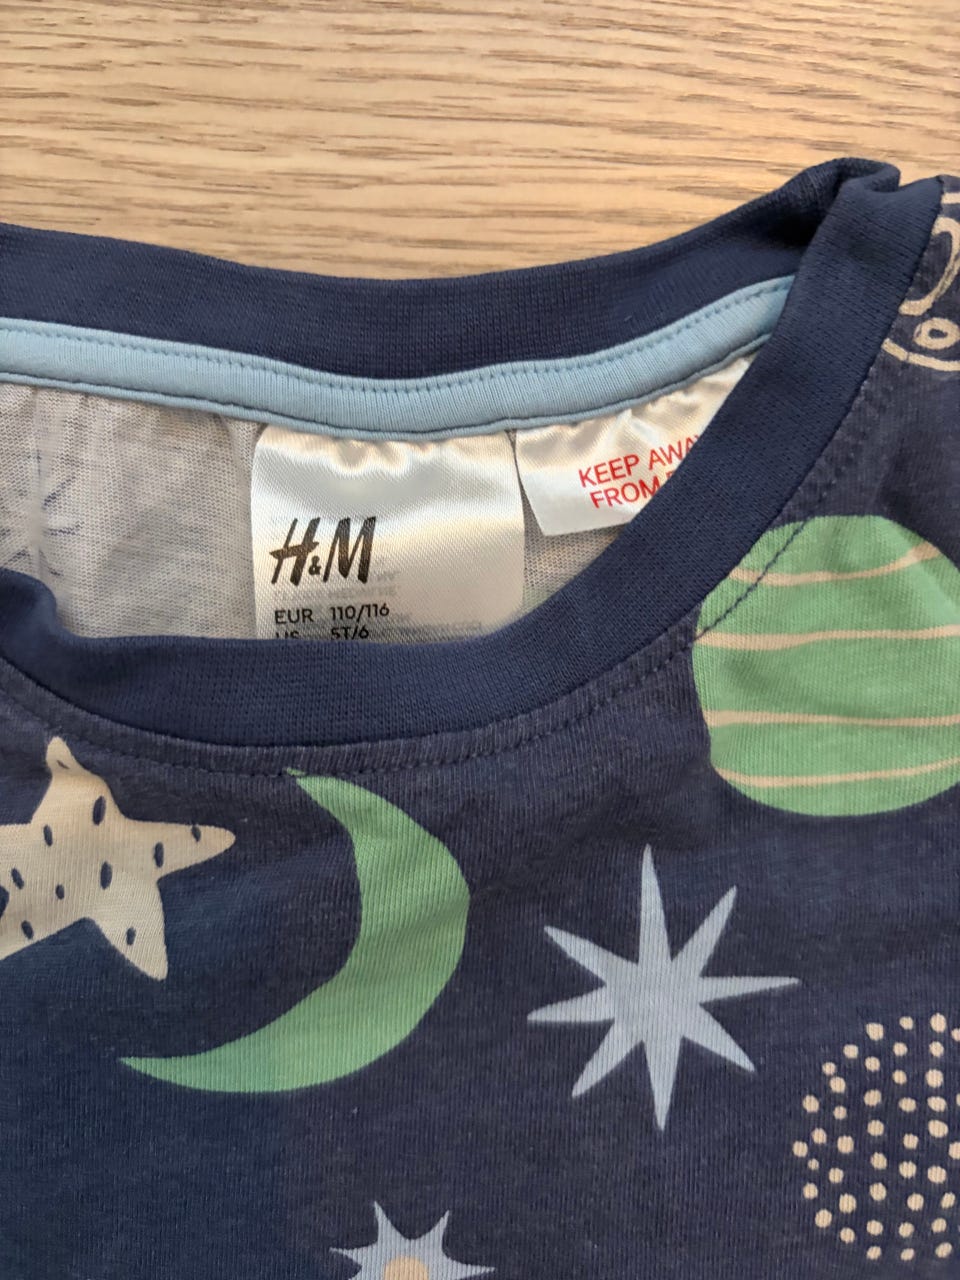 H&M
EUR 110/116
US 5T/6
KEEP AWAY
FROM